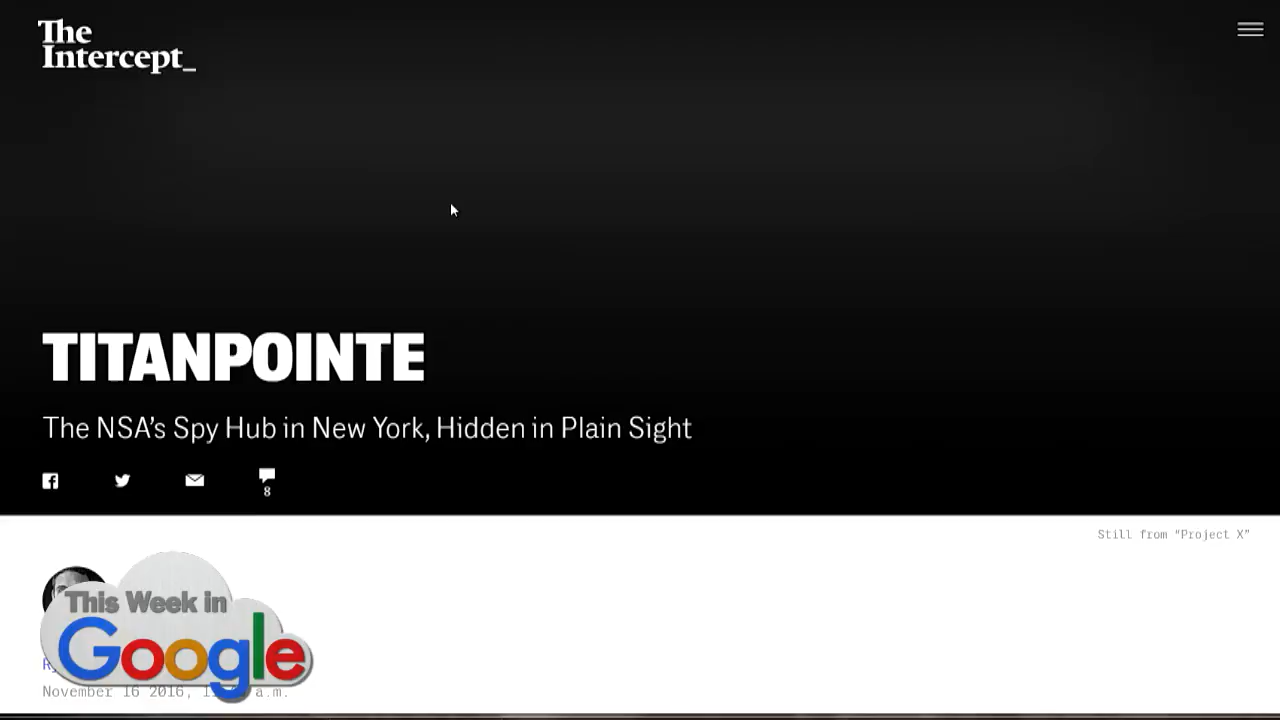 The
Intercept_
TITANPOINTE
The NSA’s Spy Hub in New York, Hidden in Plain Sight
8
Still from “Project X”
This Week in
Google
November 16 2016, a.m.